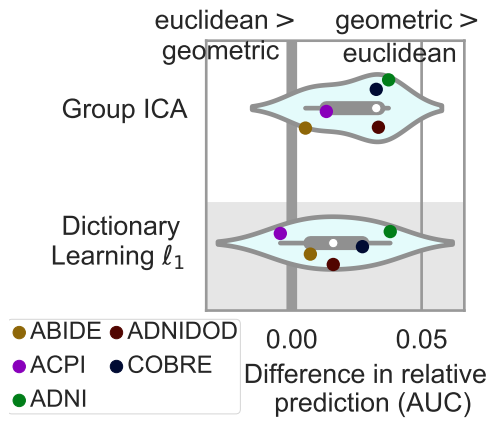 euclidean >
geometric
geometric >
euclidean
Group ICA
Dictionary
Learning ℓ1
ABIDE
ADNIDOD
ACPI
COBRE
ADNI
0.00
0.05
Difference in relative
prediction (AUC)